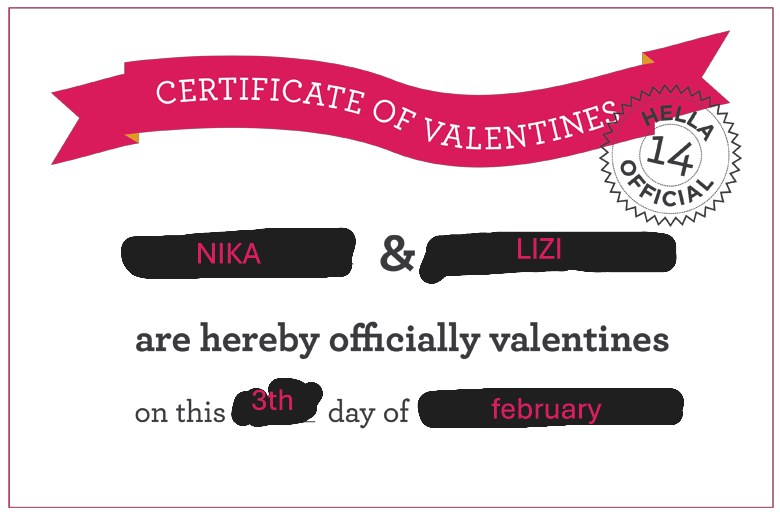 CERTIFICATE OF VALENTINES
HELLA
14
OFFICIAL
NIKA & LIZI
are hereby officially valentines
on this 3th day of february